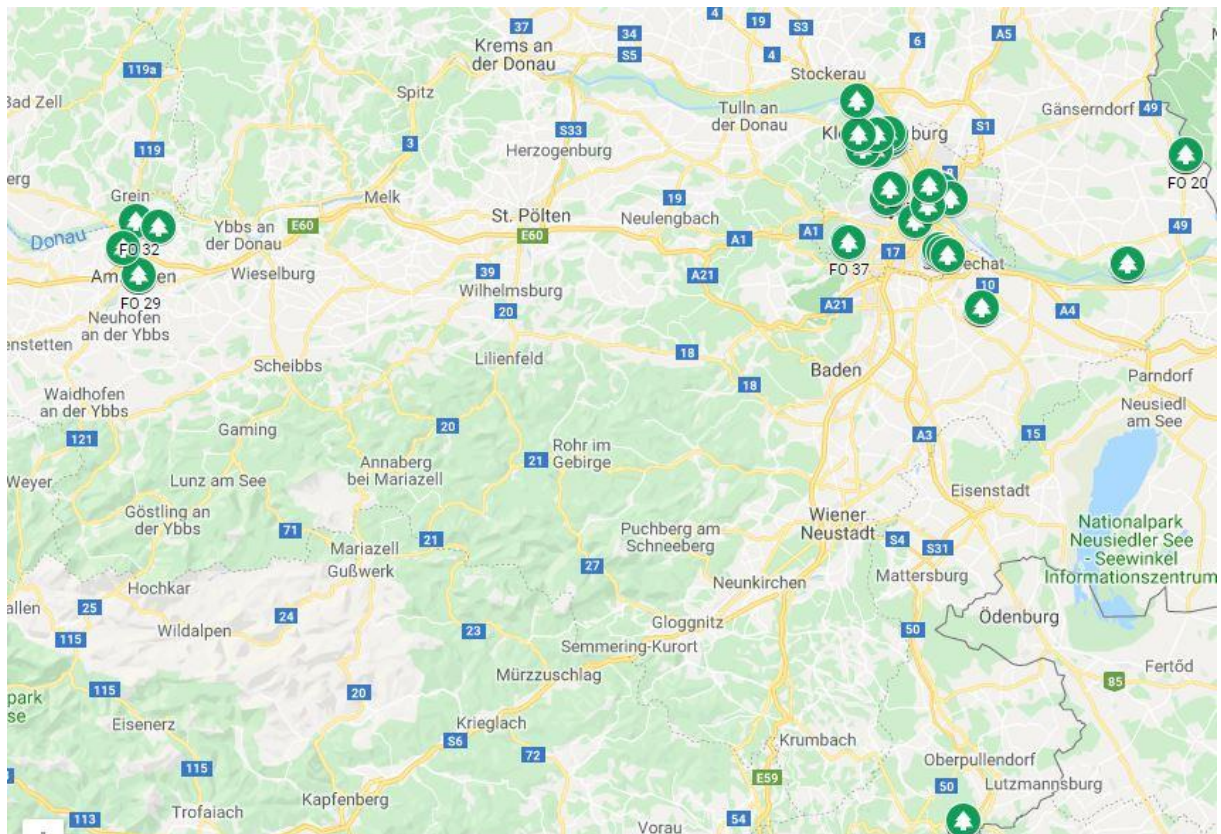 4
19
S3
37
34
6
A5
Krems an
der Donau
S5
4
119a
Stockerau
Bad Zell
Spitz
Tulln an
der Donau
Gänserndorf
49
S1
S33
3
119
Herzogenburg
FO 20
Grein
Melk
19
St. Pölten
Neulengbach
49
Donau
FO 32
Ybbs an
der Donau
E60
E60
A1
A1
FO 37
17
Wieselburg
39
A21
10
FO 29
Wilhelmsburg
A21
A4
Neuhofen
an der Ybbs
20
Lilienfeld
18
Scheibbs
Baden
18
Parndorf
Waidhofen
an der Ybbs
Neusiedl
am See
121
Gaming
20
A3
15
Rohr im
Gebirge
21
Annaberg
bei Mariazell
Weyer
Lunz am See
Eisenstadt
Göstling an
der Ybbs
71
Wiener
Neustadt
Nationalpark
Neusiedler See
- Seewinkel
Informationszentrum
Puchberg am
Schneeberg
21
S4
S31
Mariazell
Gußwerk
27
Neunkirchen
Mattersburg
Hochkar
25
24
Ödenburg
Wildalpen
115
23
Gloggnitz
50
Semmering-Kurort
Fertőd
Mürzzuschlag
85
115
20
Eisenerz
Krieglach
S6
72
Krumbach
Oberpullendorf
115
E59
50
Lutzmannsburg
Kapfenberg
Trofaiach
113
54
Vorau